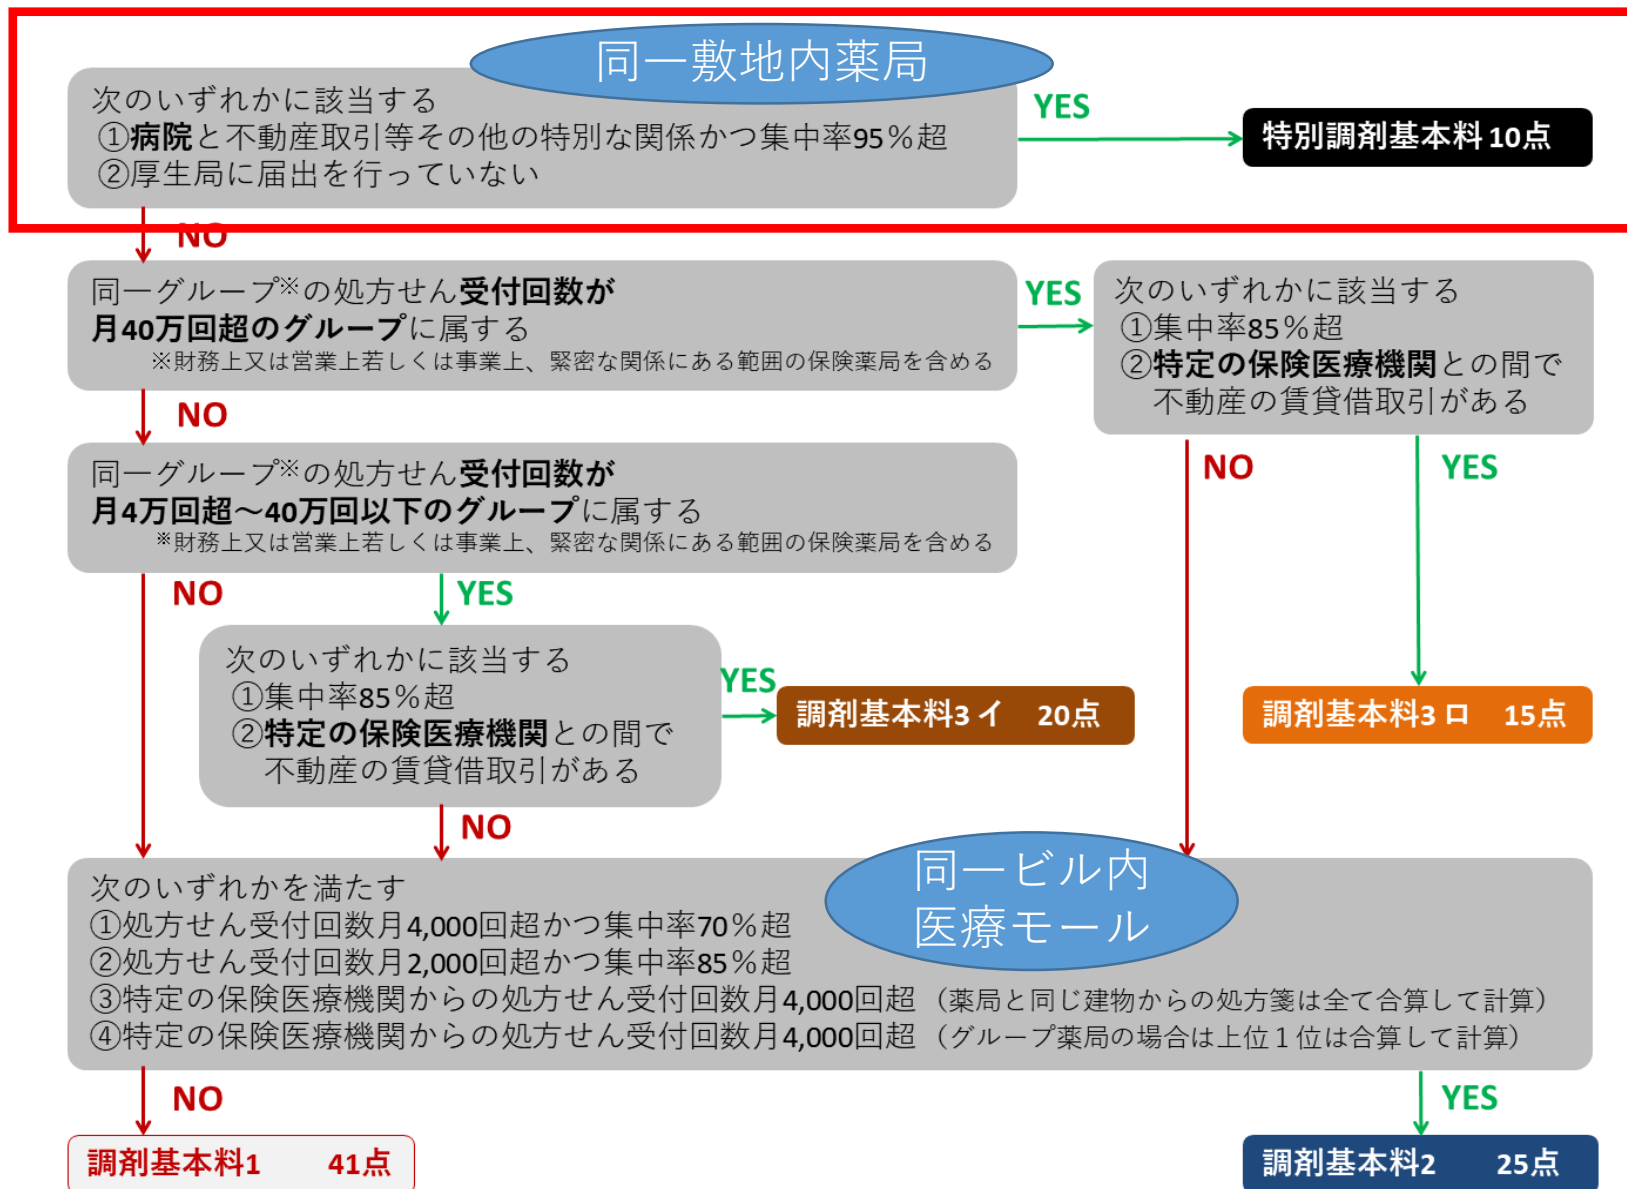 同一敷地内薬局
次のいずれかに該当する
①病院と不動産取引等その他の特別な関係かつ集中率95％超
②厚生局に届出を行っていない
YES
特別調剤基本料 10点
NO
同一グループ※の処方せん受付回数が
月40万回超のグループに属する
※財務上又は営業上若しくは事業上、緊密な関係にある範囲の保険薬局を含める
YES
次のいずれかに該当する
①集中率85％超
②特定の保険医療機関との間で
不動産の賃貸借取引がある
NO
NO
YES
同一グループ※の処方せん受付回数が
月4万回超～40万回以下のグループに属する
※財務上又は営業上若しくは事業上、緊密な関係にある範囲の保険薬局を含める
NO
YES
次のいずれかに該当する
①集中率85％超
②特定の保険医療機関との間で
不動産の賃貸借取引がある
YES
調剤基本料3 イ 20点
調剤基本料3 ロ 15点
NO
同一ビル内
医療モール
次のいずれかを満たす
①処方せん受付回数月4,000回超かつ集中率70％超
②処方せん受付回数月2,000回超かつ集中率85％超
③特定の保険医療機関からの処方せん受付回数月4,000回超（薬局と同じ建物からの処方箋は全て合算して計算）
④特定の保険医療機関からの処方せん受付回数月4,000回超（グループ薬局の場合は上位１位は合算して計算）
NO
YES
調剤基本料1 41点
調剤基本料2 25点